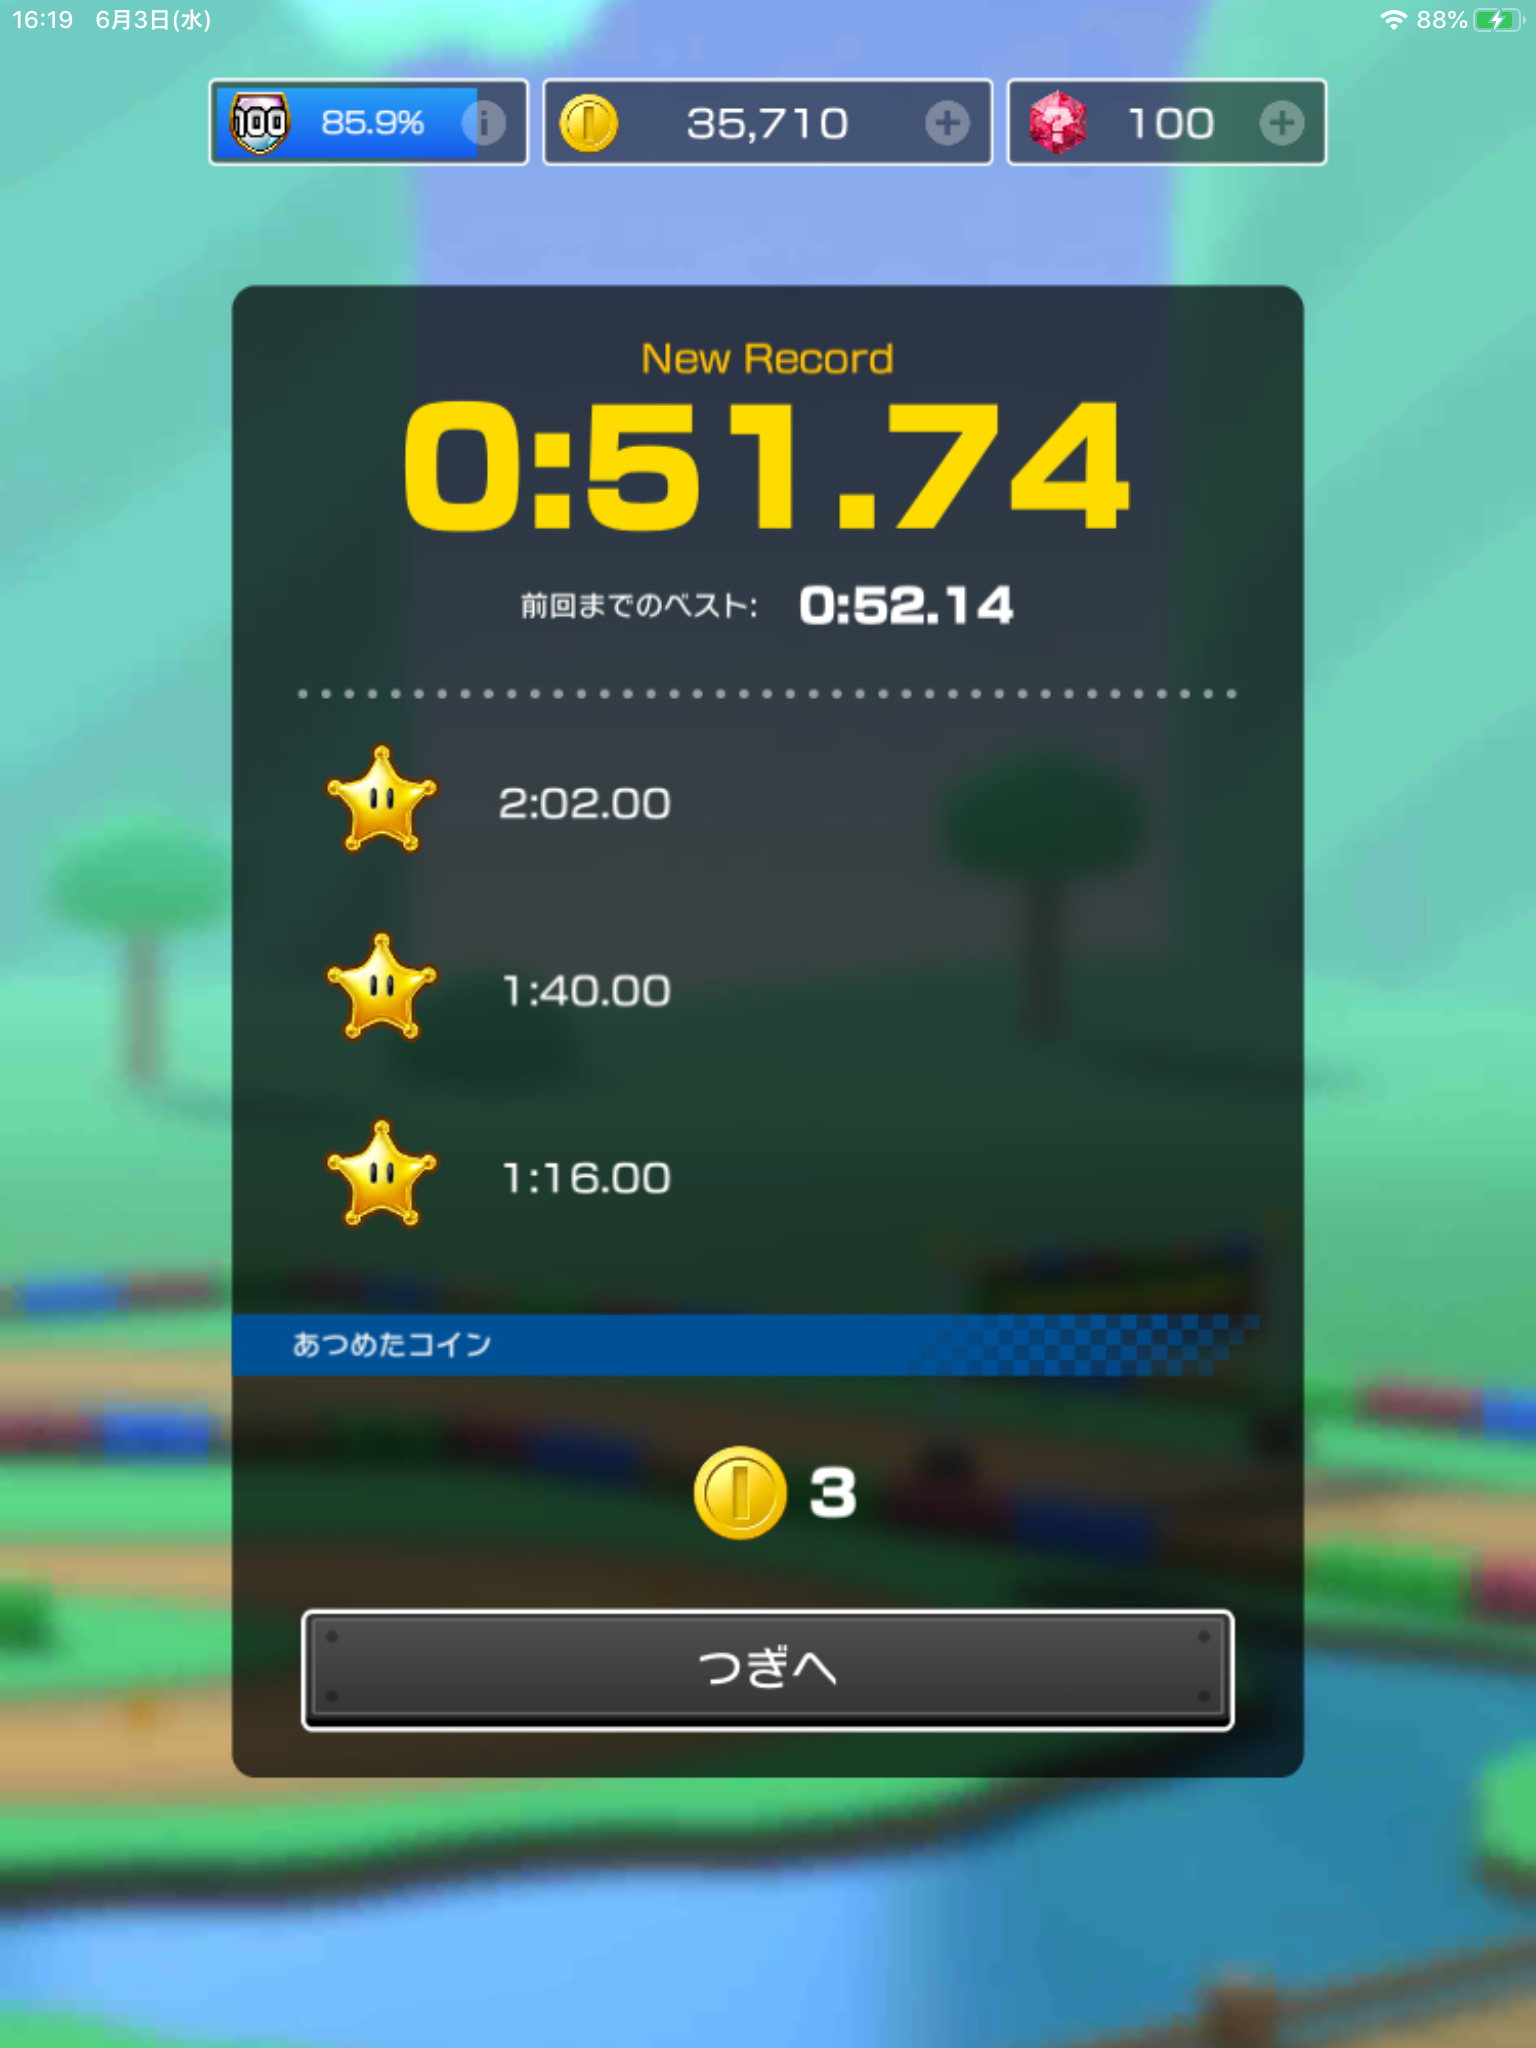 16:19 6月3日(水) 88%
100 85.9% i 35,710 + ? 100 +
New Record
0:51.74
前回までのベスト: 0:52.14
2:02.00
1:40.00
1:16.00
あつめたコイン
3
つぎへ